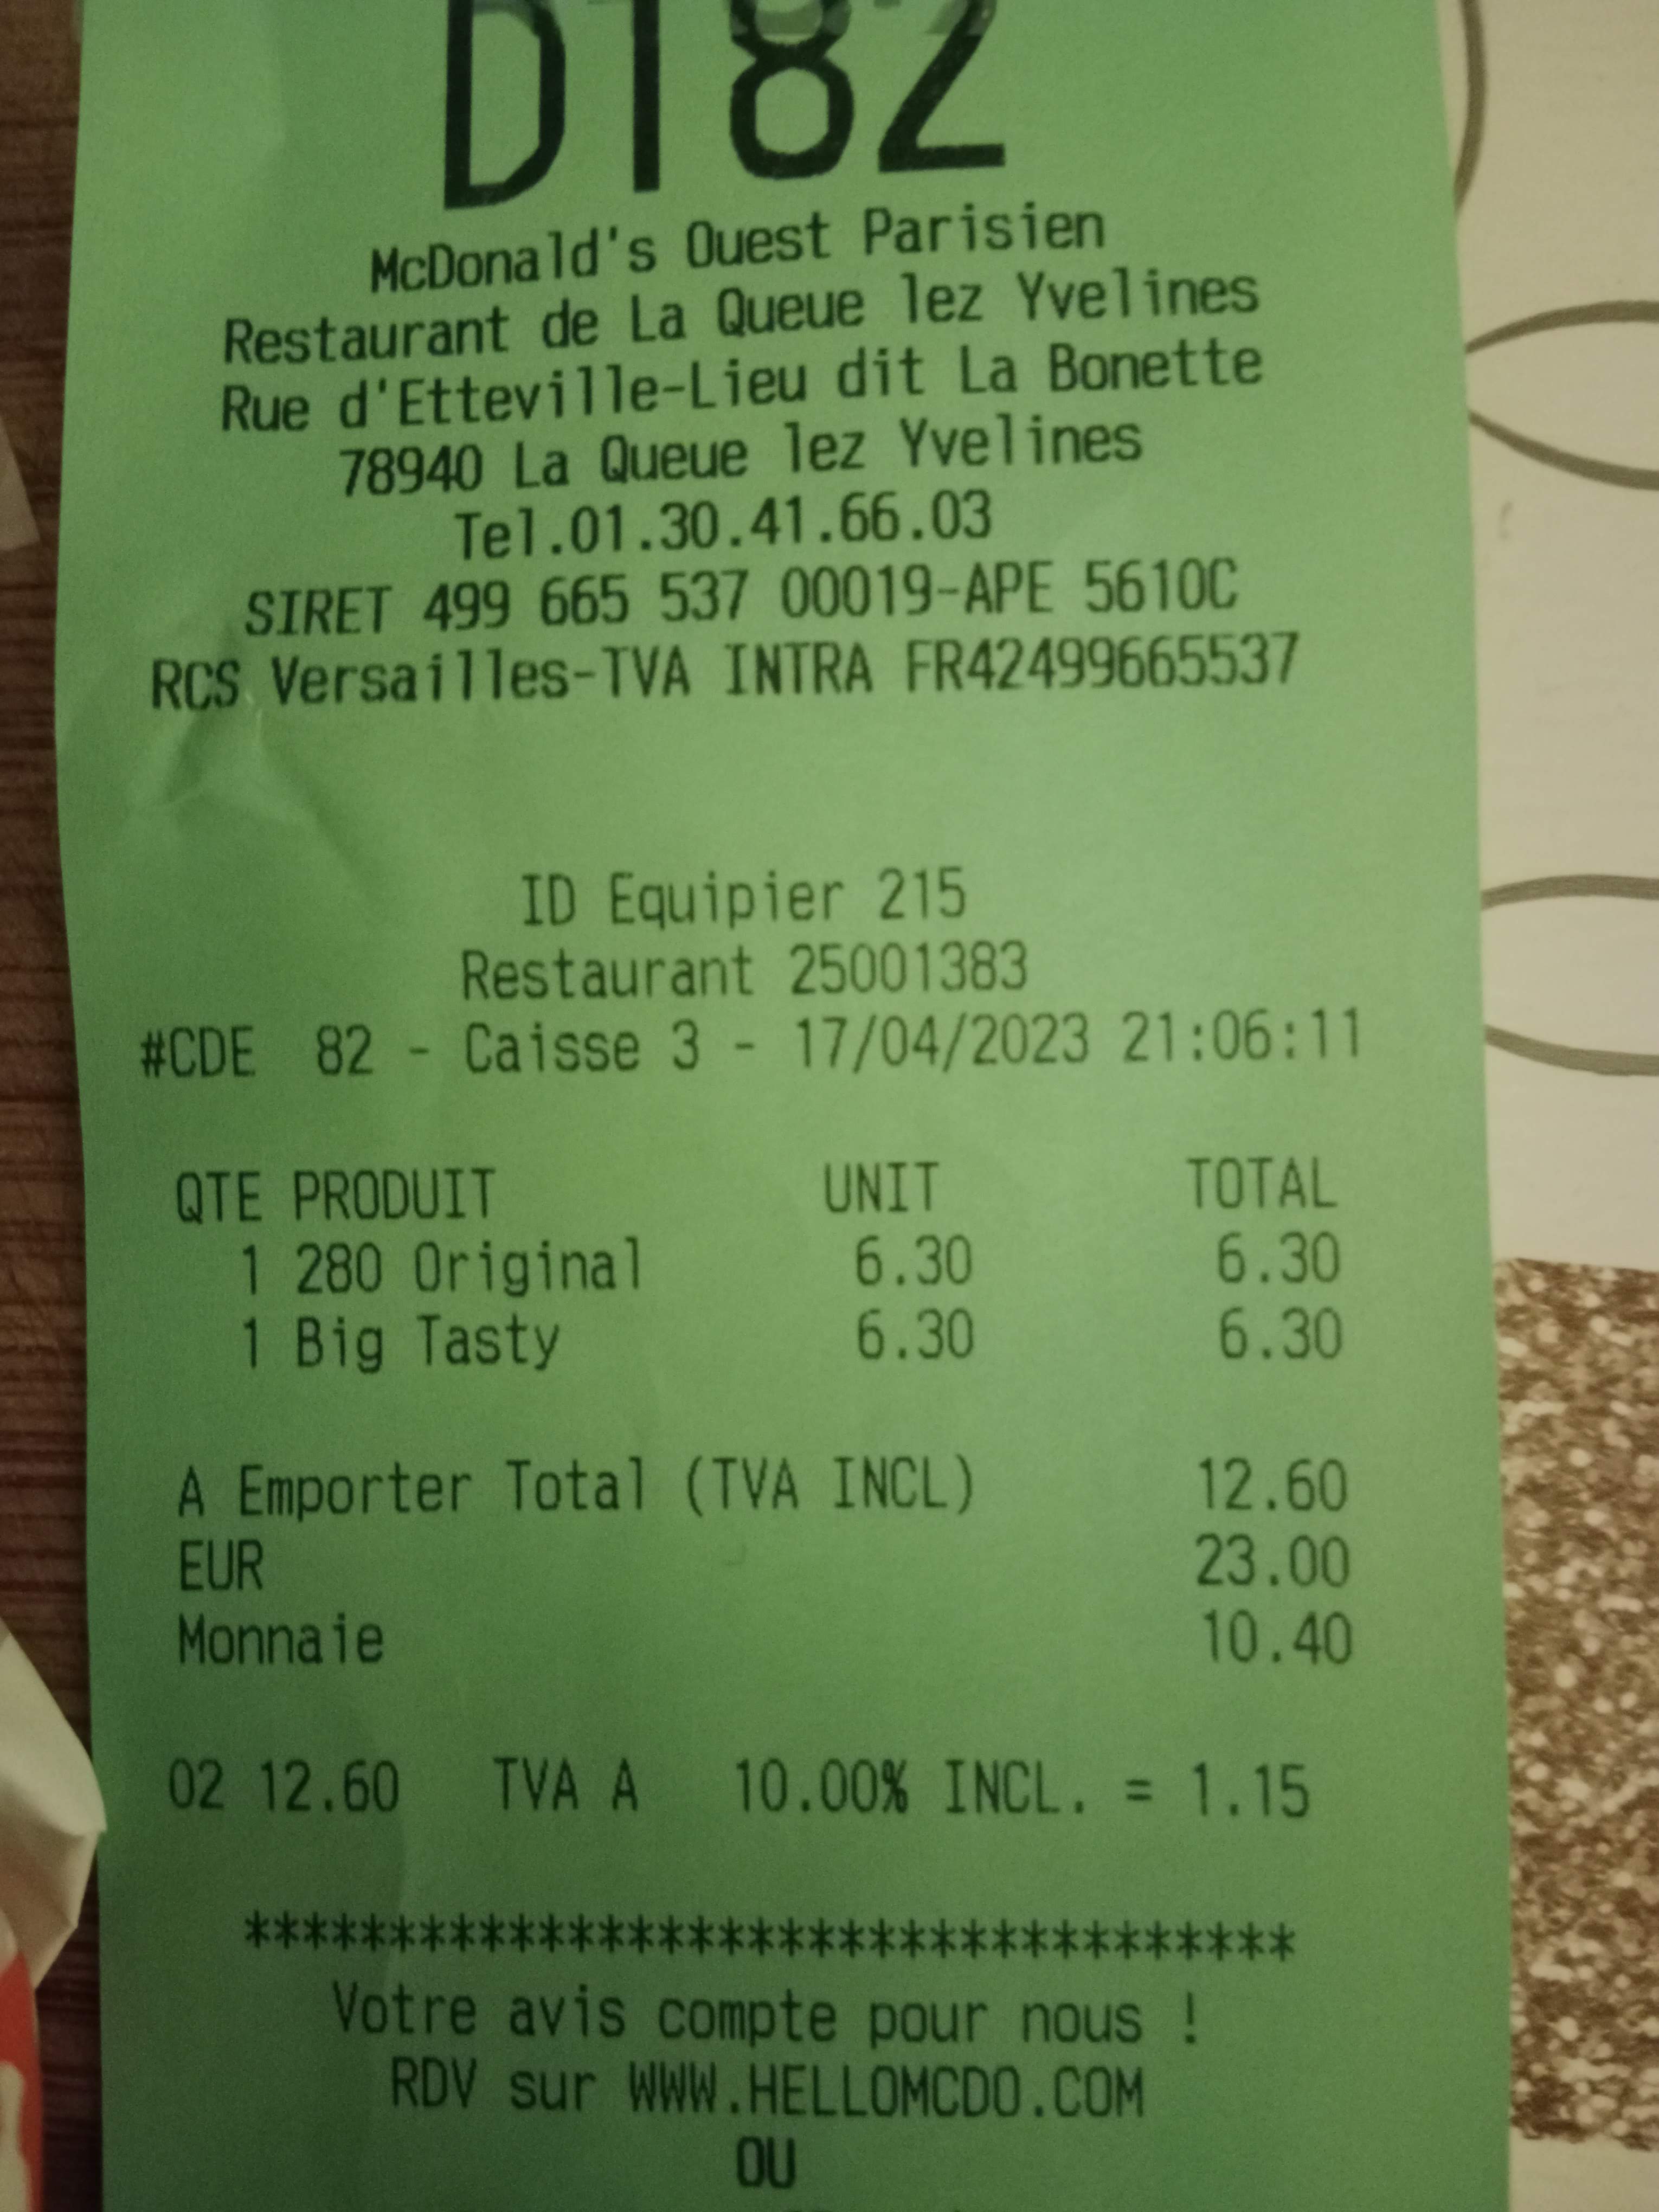 DT82
McDonald's Ouest Parisien
Restaurant de La Queue lez Yvelines
Rue d'Etteville-Lieu dit La Bonette
78940 La Queue lez Yvelines
Tel.01.30.41.66.03
SIRET 499 665 537 00019-APE 5610C
RCS Versailles-TVA INTRA FR42499665537
ID Equipier 215
Restaurant 25001383
#CDE 82 - Caisse 3 - 17/04/2023 21:06:11
QTE PRODUIT UNIT TOTAL
1 280 Original 6.30 6.30
1 Big Tasty 6.30 6.30
A Emporter Total (TVA INCL) 12.60
EUR 23.00
Monnaie 10.40
02 12.60 TVA A 10.00% INCL. = 1.15
***********************************
Votre avis compte pour nous !
RDV sur WWW.HELLOMCDO.COM
OU